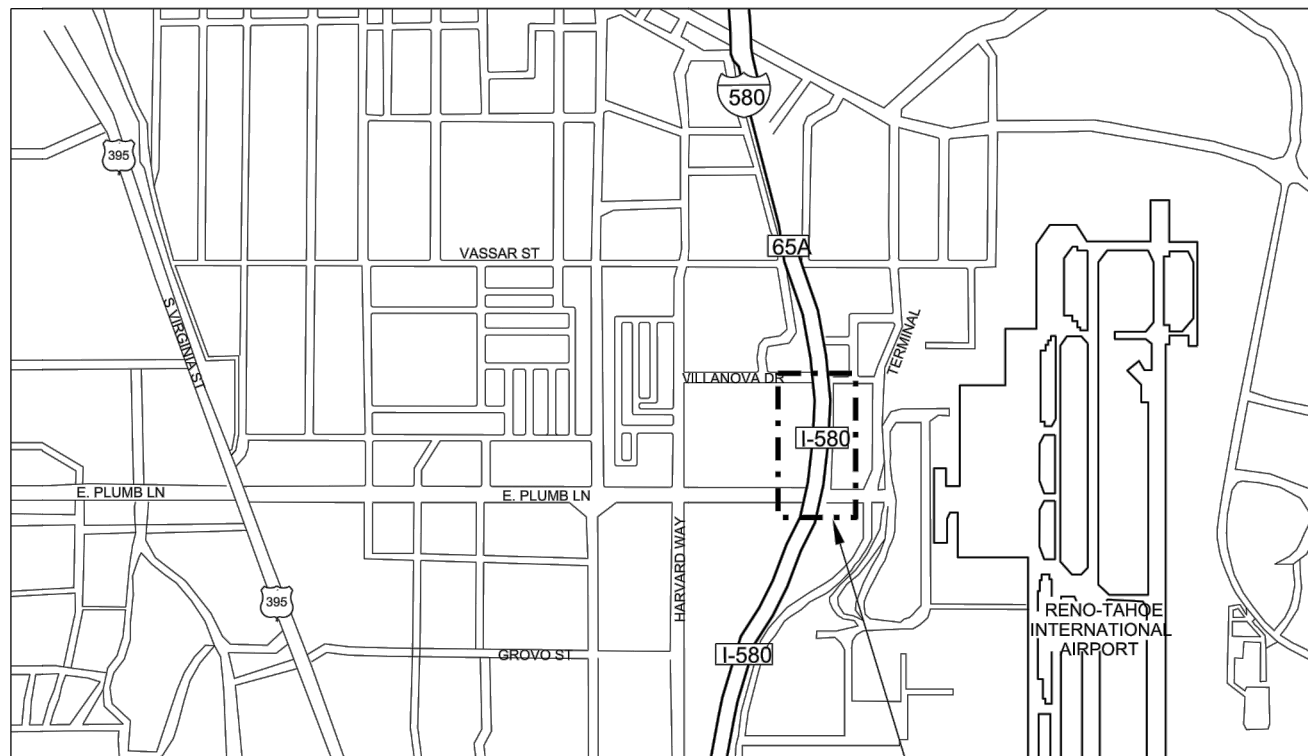 580
395
65A
VASSAR ST
S VIRGINIA ST
TERMINAL
VILLANOVA DR
I-580
E. PLUMB LN
E. PLUMB LN
HARVARD WAY
395
RENO-TAHOE
INTERNATIONAL
AIRPORT
GROVO ST
I-580